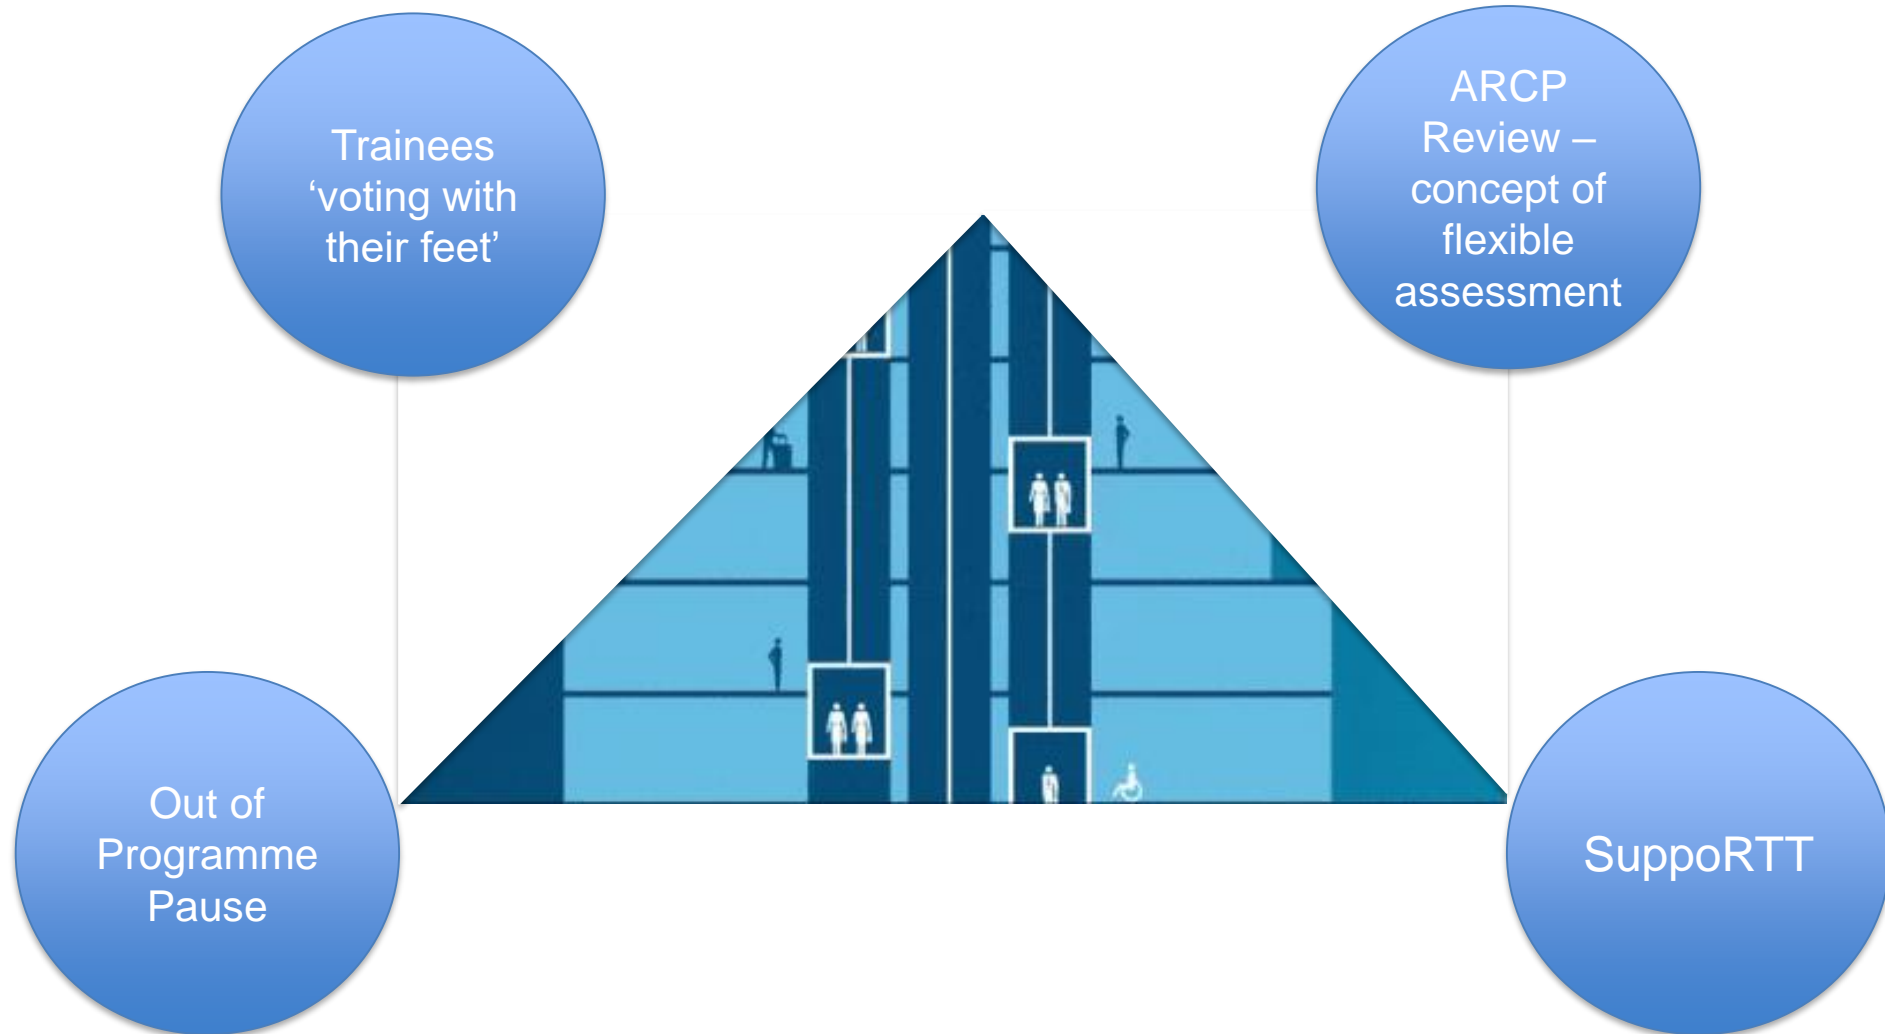 Trainees
‘voting with
their feet’
ARCP
Review –
concept of
flexible
assessment
Out of
Programme
Pause
SuppoRTT